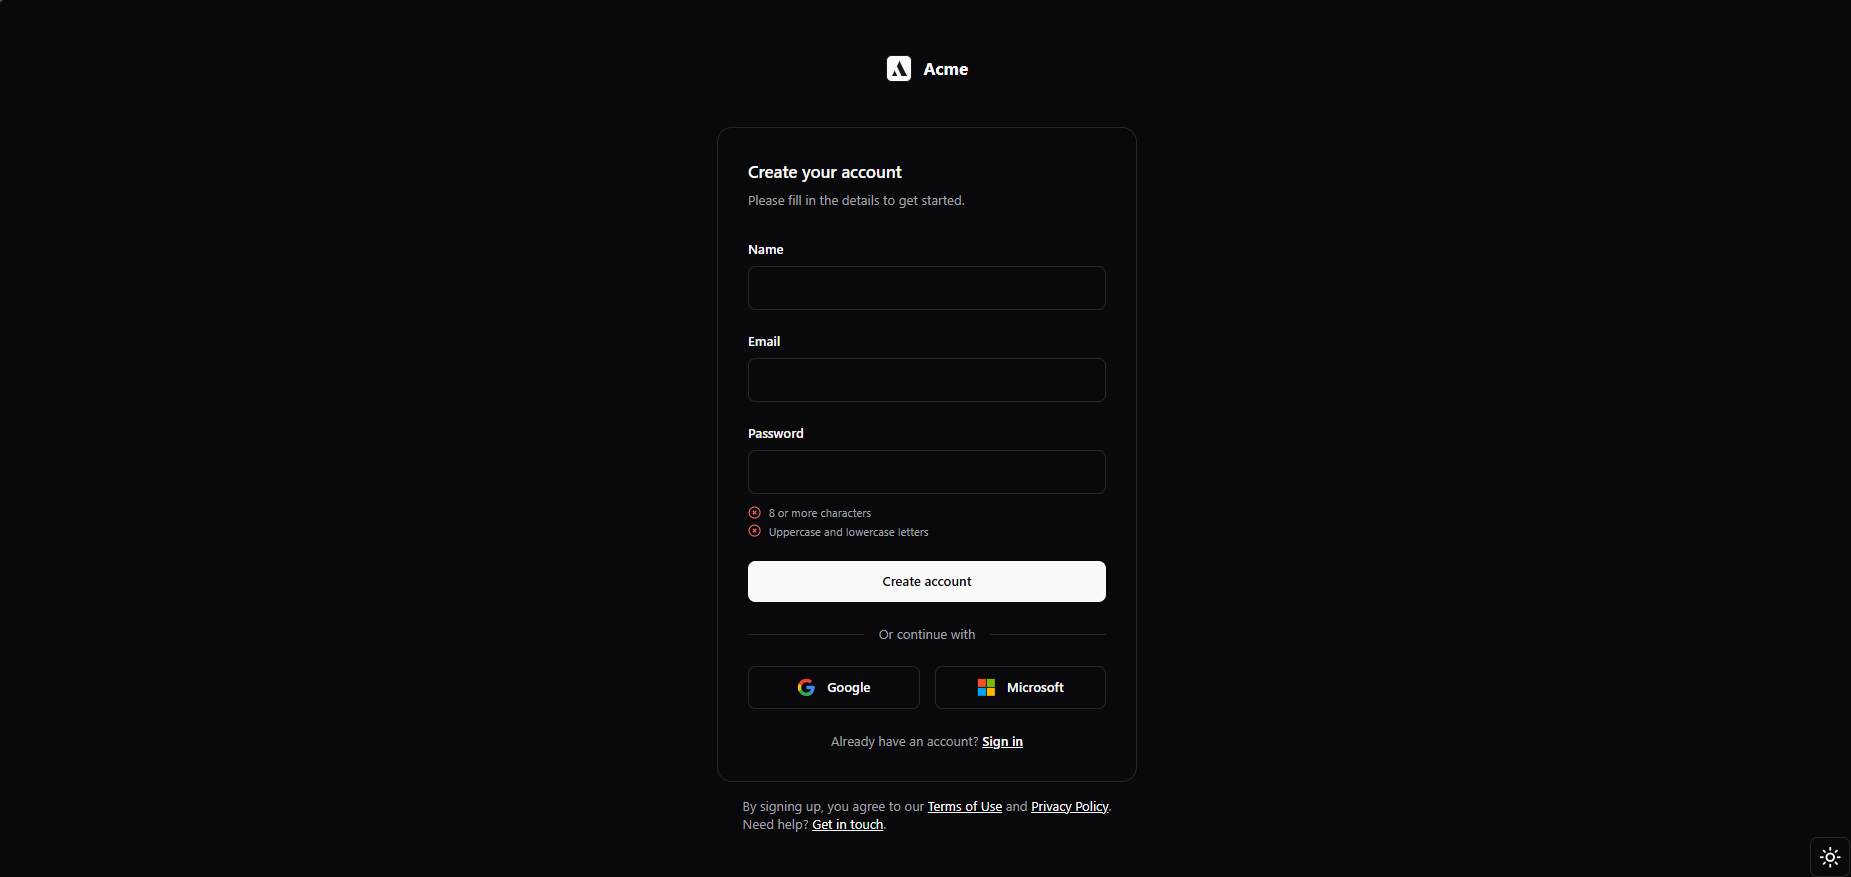 Acme
Create your account
Please fill in the details to get started.
Name
Email
Password
8 or more characters
Uppercase and lowercase letters
Create account
Or continue with
Google
Microsoft
Already have an account? Sign in
By signing up, you agree to our Terms of Use and Privacy Policy.
Need help? Get in touch.